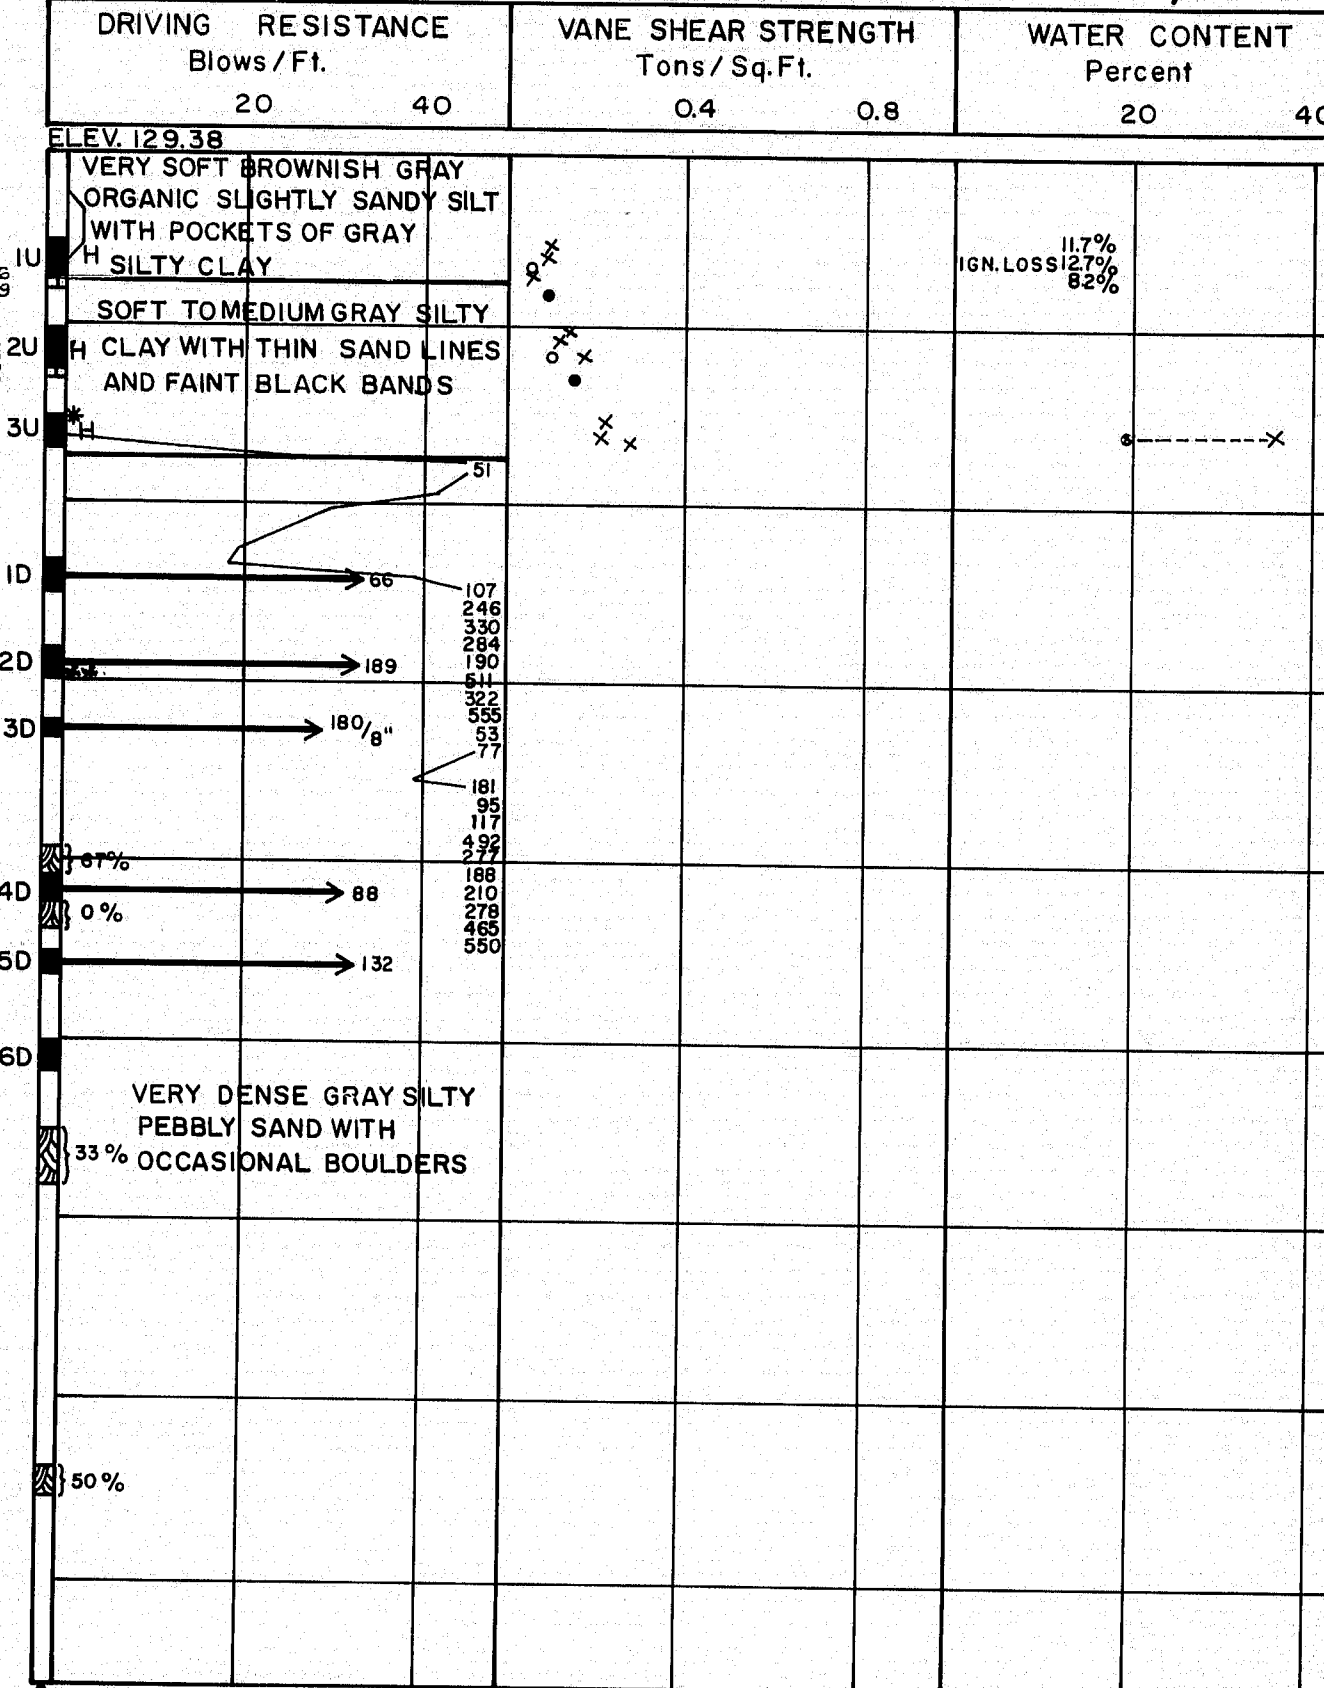 DRIVING RESISTANCE
Blows/Ft.
20 40
VANE SHEAR STRENGTH
Tons/Sq.Ft.
0.4 0.8
WATER CONTENT
Percent
20 40
ELEV. 129.38
VERY SOFT BROWNISH GRAY
ORGANIC SLIGHTLY SANDY SILT
WITH POCKETS OF GRAY
SILTY CLAY
1U H
11.7%
IGN. LOSS 12.7%
8.2%
SOFT TO MEDIUM GRAY SILTY
2U H CLAY WITH THIN SAND LINES
AND FAINT BLACK BANDS
3U H
51
1D 66
107
246
330
284
2D 189
190
511
322
555
3D 180/8"
53
77
181
95
117
492
67%
277
188
4D 88
210
0%
278
465
550
5D 132
6D
VERY DENSE GRAY SILTY
PEBBLY SAND WITH
33% OCCASIONAL BOULDERS
50%